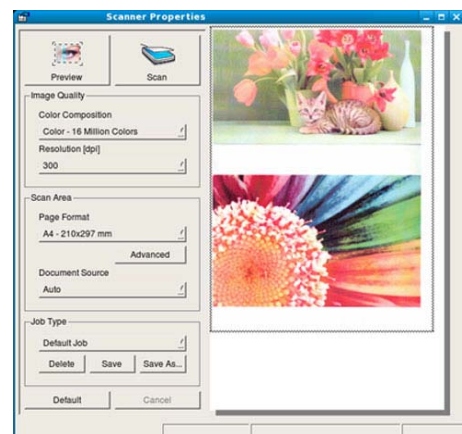 Scanner Properties
Preview Scan
Image Quality
Color Composition
Color - 16 Million Colors
Resolution [dpi]
300
Scan Area
Page Format
A4 - 210x297 mm
Advanced
Document Source
Auto
Job Type
Default Job
Delete Save Save As...
Default Cancel